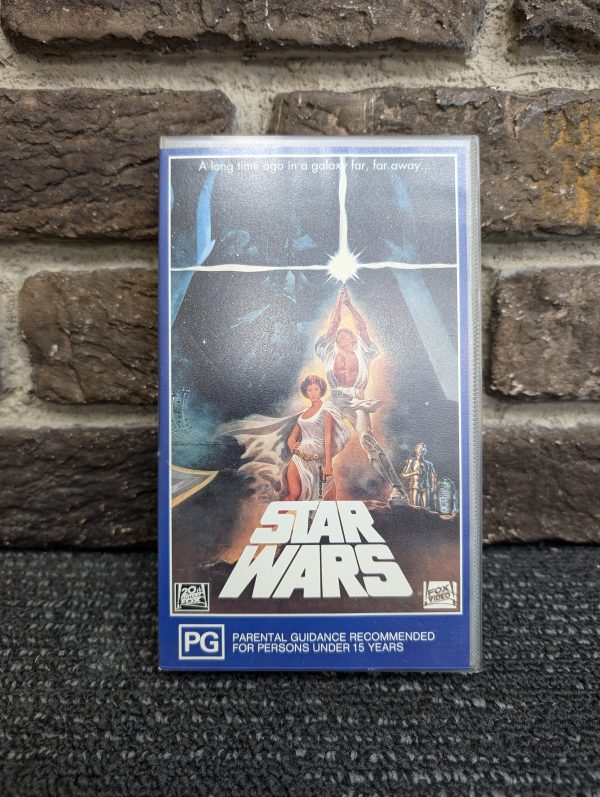 A long time ago in a galaxy far, far away...
STAR
WARS
20th
CENTURY
FOX
FOX
VIDEO
PG
PARENTAL GUIDANCE RECOMMENDED
FOR PERSONS UNDER 15 YEARS